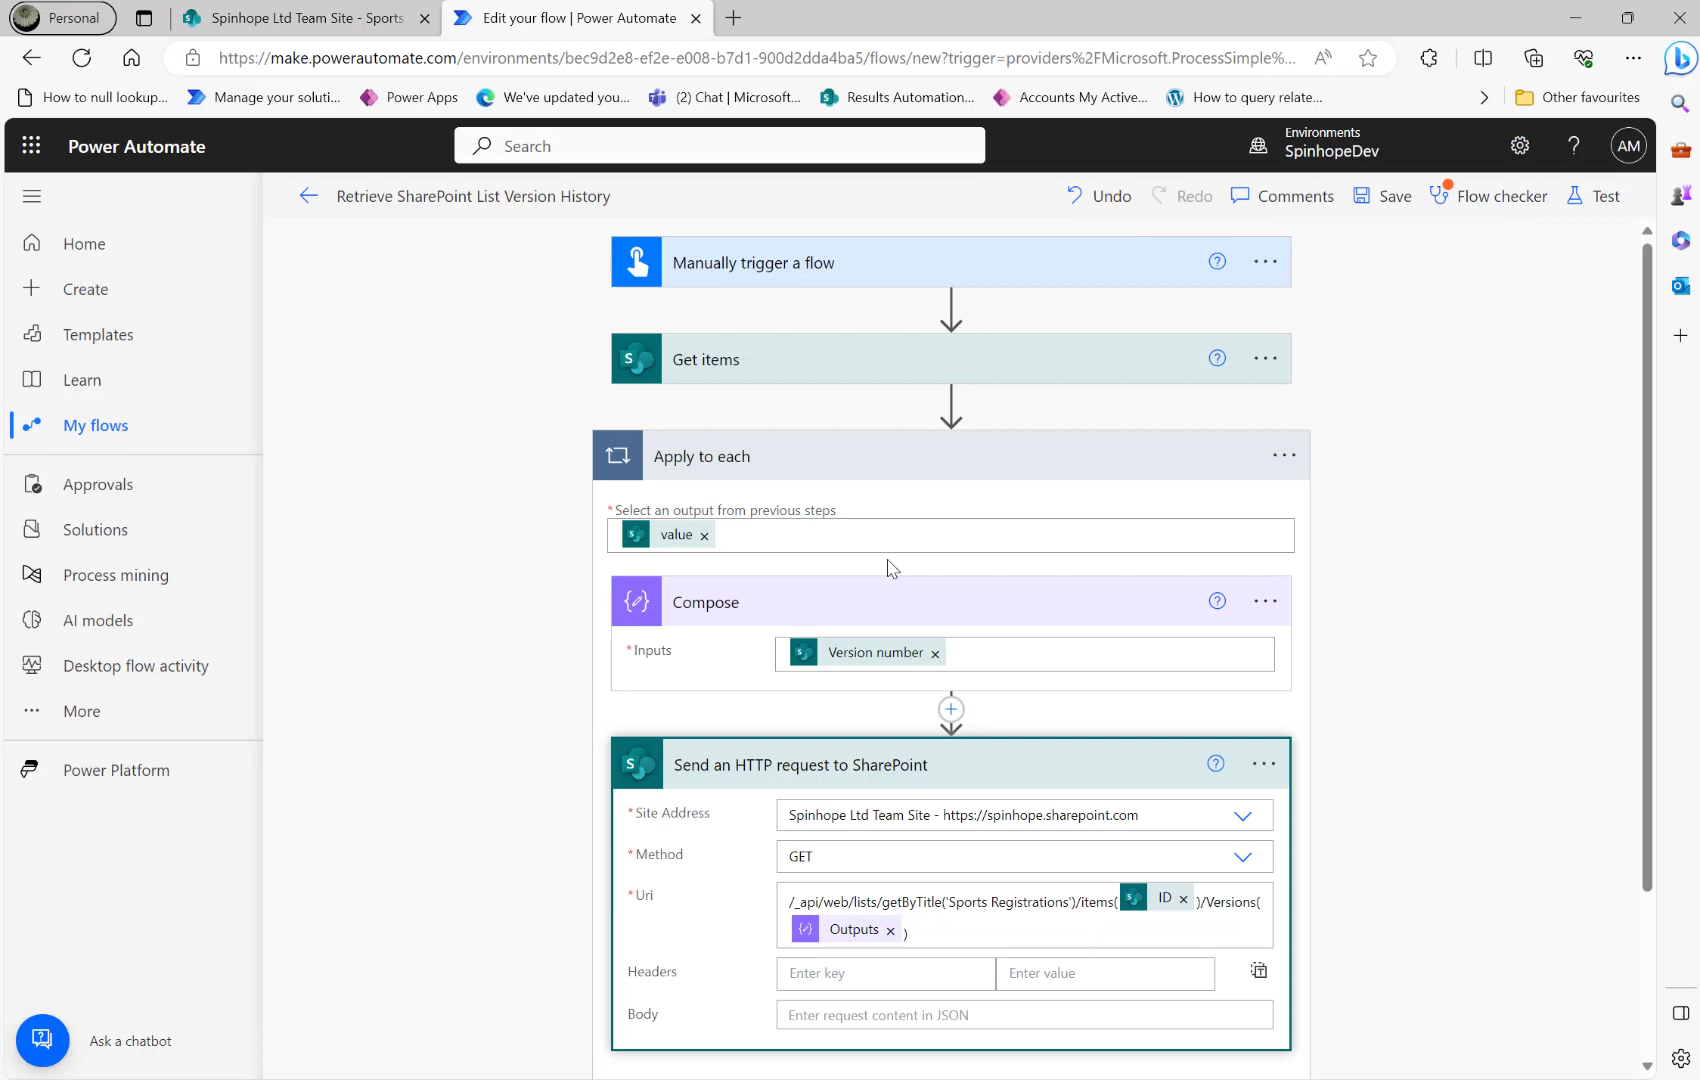 Personal
Spinhope Ltd Team Site - Sports
Edit your flow | Power Automate
https://make.powerautomate.com/environments/bec9d2e8-ef2e-e008-b7d1-900d2dda4ba5/flows/new?trigger=providers%2FMicrosoft.ProcessSimple%...
How to null lookup...
Manage your soluti...
Power Apps
We've updated you...
(2) Chat | Microsoft...
Results Automation...
Accounts My Active...
How to query relate...
Other favourites
Power Automate
Search
Environments
SpinhopeDev
AM
Retrieve SharePoint List Version History
Undo
Redo
Comments
Save
Flow checker
Test
Home
Create
Templates
Learn
My flows
Approvals
Solutions
Process mining
AI models
Desktop flow activity
More
Power Platform
Ask a chatbot
Manually trigger a flow
Get items
Apply to each
*Select an output from previous steps
value
Compose
*Inputs
Version number
Send an HTTP request to SharePoint
*Site Address
Spinhope Ltd Team Site - https://spinhope.sharepoint.com
*Method
GET
*Uri
/_api/web/lists/getByTitle('Sports Registrations')/items( ID )/Versions(
Outputs )
Headers
Enter key
Enter value
Body
Enter request content in JSON